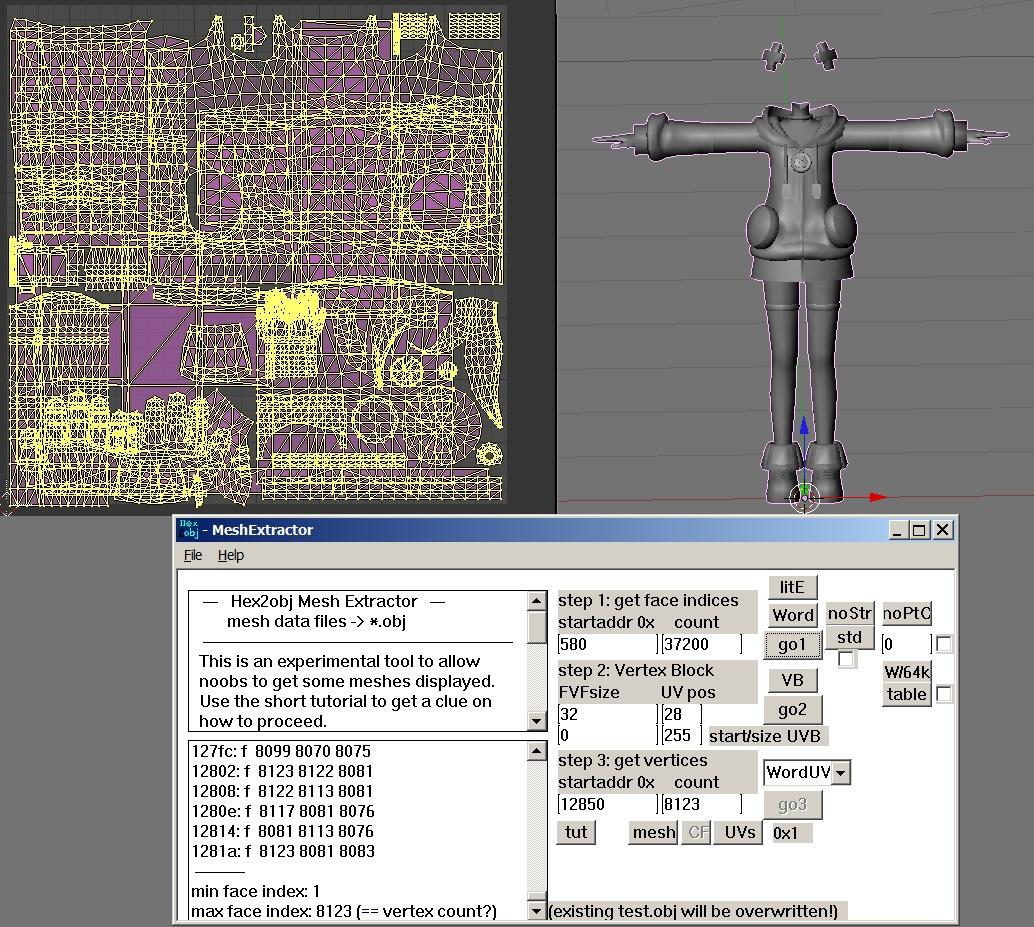 Hex obj - MeshExtractor
File Help
— Hex2obj Mesh Extractor —
mesh data files -> *.obj
This is an experimental tool to allow
noobs to get some meshes displayed.
Use the short tutorial to get a clue on
how to proceed.
127fc: f 8099 8070 8075
12802: f 8123 8122 8081
12808: f 8122 8113 8081
1280e: f 8117 8081 8076
12814: f 8081 8113 8076
1281a: f 8123 8081 8083
min face index: 1
max face index: 8123 (== vertex count?)
step 1: get face indices
startaddr 0x count
580 37200
step 2: Vertex Block
FVFsize UV pos
32 28
0 255 start/size UVB
step 3: get vertices
startaddr 0x count
12850 8123
tut mesh CF UVs 0x1
(existing test.obj will be overwritten!)
litE
Word noStr noPtC
go1 std 0
VB W/64k
go2 table
WordUV
go3